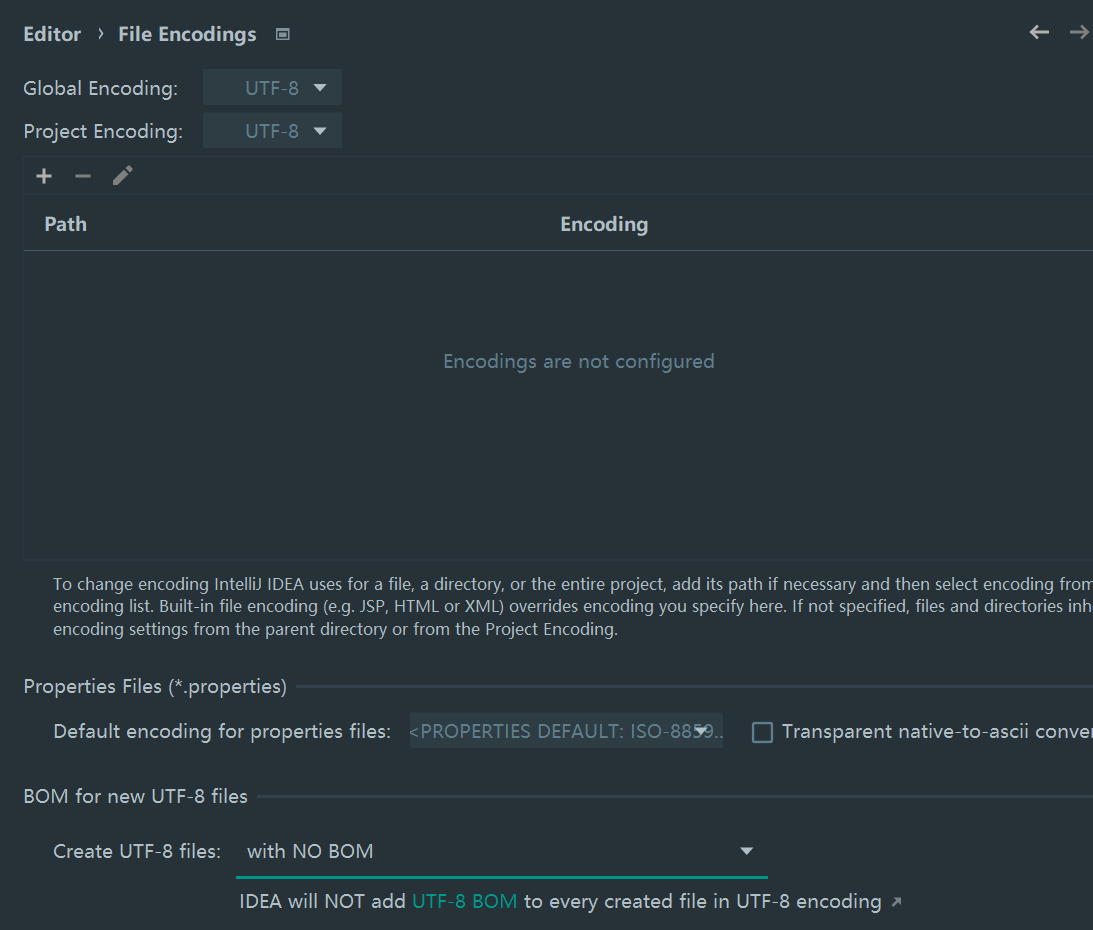 Editor › File Encodings
Global Encoding: UTF-8
Project Encoding: UTF-8
Path Encoding
Encodings are not configured
To change encoding IntelliJ IDEA uses for a file, a directory, or the entire project, add its path if necessary and then select encoding from
encoding list. Built-in file encoding (e.g. JSP, HTML or XML) overrides encoding you specify here. If not specified, files and directories inh
encoding settings from the parent directory or from the Project Encoding.
Properties Files (*.properties)
Default encoding for properties files: <PROPERTIES DEFAULT: ISO-8859.. Transparent native-to-ascii conver
BOM for new UTF-8 files
Create UTF-8 files: with NO BOM
IDEA will NOT add UTF-8 BOM to every created file in UTF-8 encoding ↗